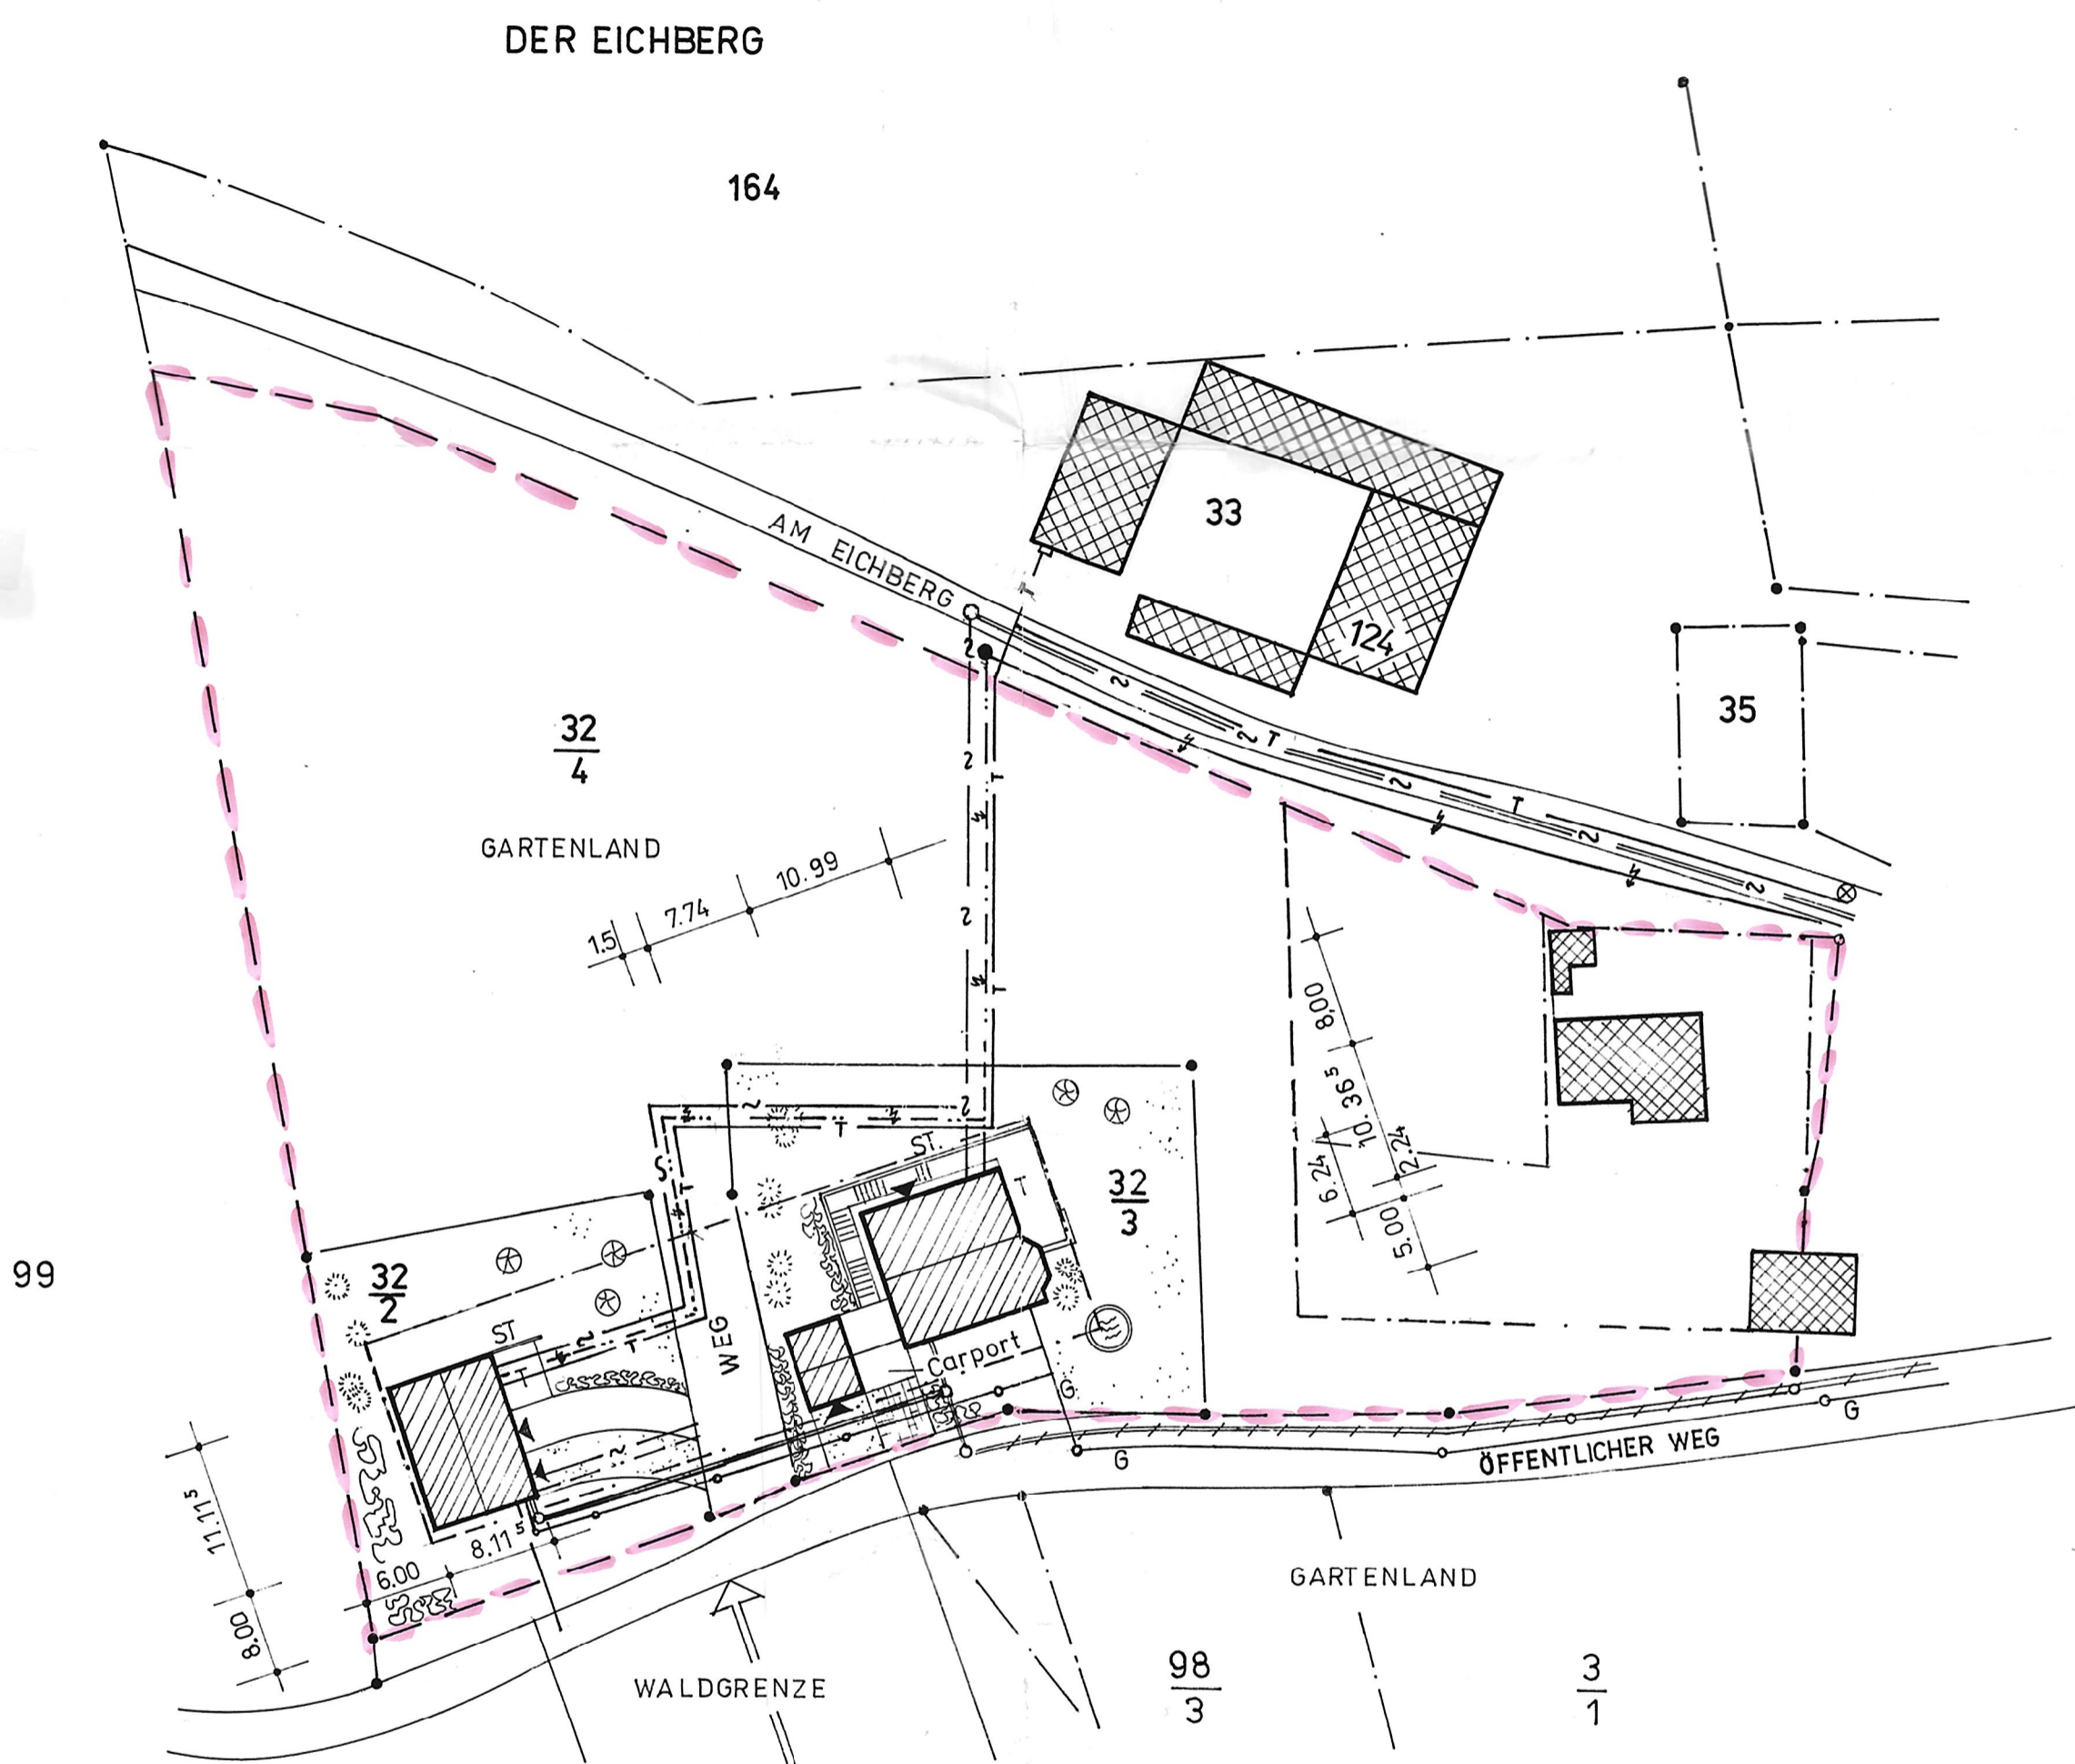 DER EICHBERG
164
33
AM EICHBERG
124
35
32
4
GARTENLAND
1.5
7.74
10.99
8,00
10.36⁵
2.24
6.24
5.00
ST.
T
32
3
99
32
2
ST
T
WEG
Carport
G
G
G
ÖFFENTLICHER WEG
11.11⁵
8.00
6.00
8.11⁵
GARTENLAND
WALDGRENZE
98
3
3
1